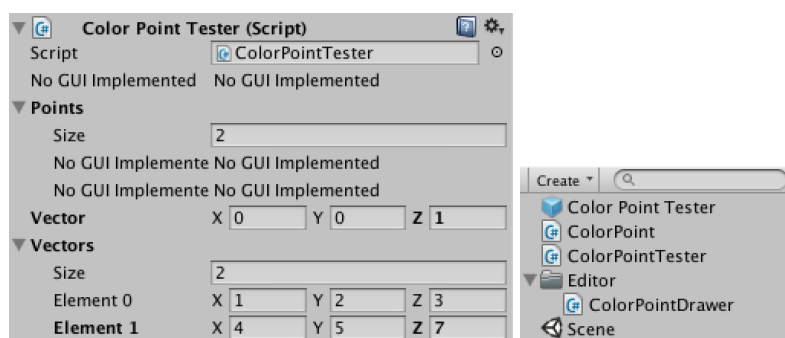 Color Point Tester (Script)
Script ColorPointTester
No GUI Implemented No GUI Implemented
Points
Size 2
No GUI Implemente No GUI Implemented
No GUI Implemente No GUI Implemented
Vector X 0 Y 0 Z 1
Vectors
Size 2
Element 0 X 1 Y 2 Z 3
Element 1 X 4 Y 5 Z 7
Create
Color Point Tester
ColorPoint
ColorPointTester
Editor
ColorPointDrawer
Scene